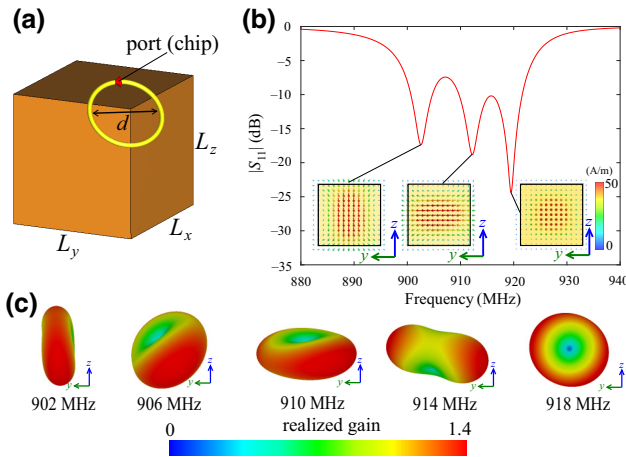 (a)
port (chip)
d
L_z
L_x
L_y
(b)
|S_11| (dB)
0
−5
−10
−15
−20
−25
−30
−35
(A/m)
50
0
z
y
z
y
z
y
880 890 900 910 920 930 940
Frequency (MHz)
(c)
z
y
z
y
z
y
z
y
z
y
902 MHz 906 MHz 910 MHz 914 MHz 918 MHz
realized gain
0 1.4